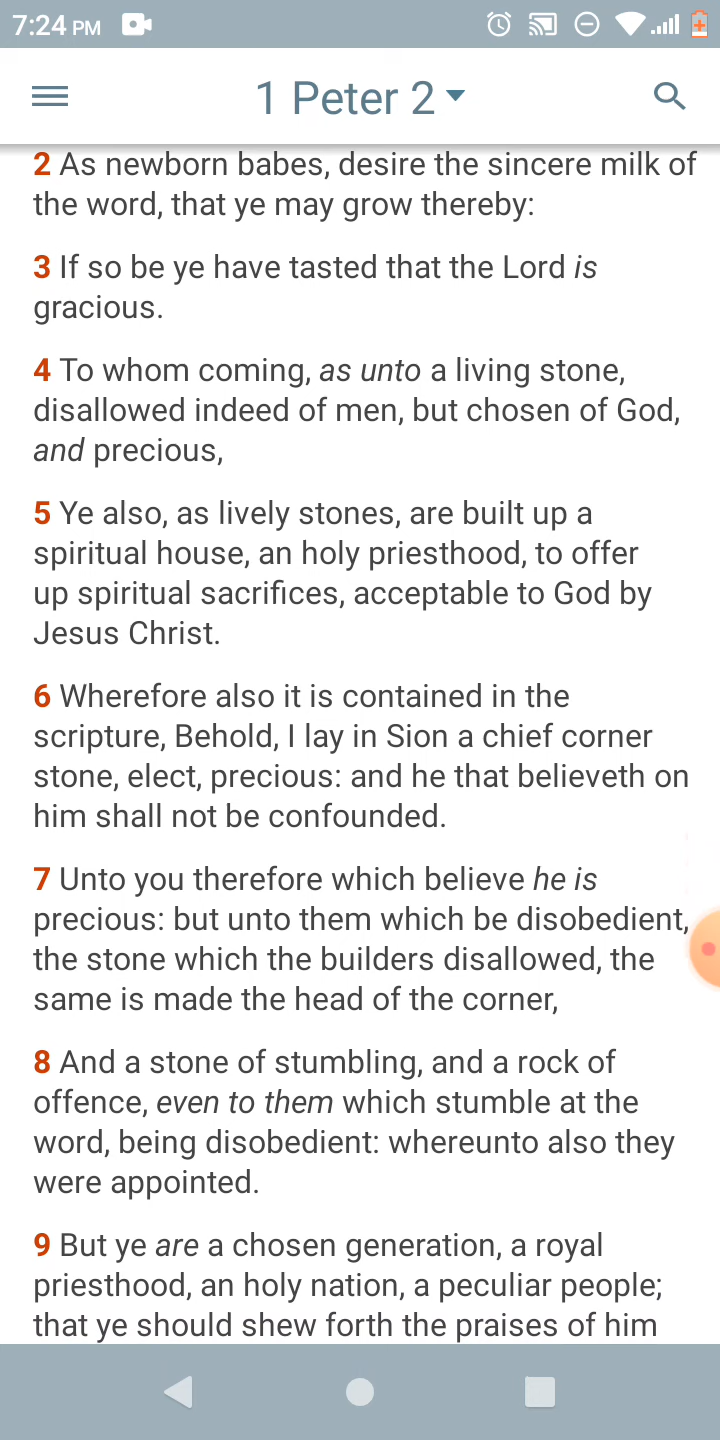 7:24 PM
1 Peter 2
2 As newborn babes, desire the sincere milk of
the word, that ye may grow thereby:
3 If so be ye have tasted that the Lord is
gracious.
4 To whom coming, as unto a living stone,
disallowed indeed of men, but chosen of God,
and precious,
5 Ye also, as lively stones, are built up a
spiritual house, an holy priesthood, to offer
up spiritual sacrifices, acceptable to God by
Jesus Christ.
6 Wherefore also it is contained in the
scripture, Behold, I lay in Sion a chief corner
stone, elect, precious: and he that believeth on
him shall not be confounded.
7 Unto you therefore which believe he is
precious: but unto them which be disobedient,
the stone which the builders disallowed, the
same is made the head of the corner,
8 And a stone of stumbling, and a rock of
offence, even to them which stumble at the
word, being disobedient: whereunto also they
were appointed.
9 But ye are a chosen generation, a royal
priesthood, an holy nation, a peculiar people;
that ye should shew forth the praises of him